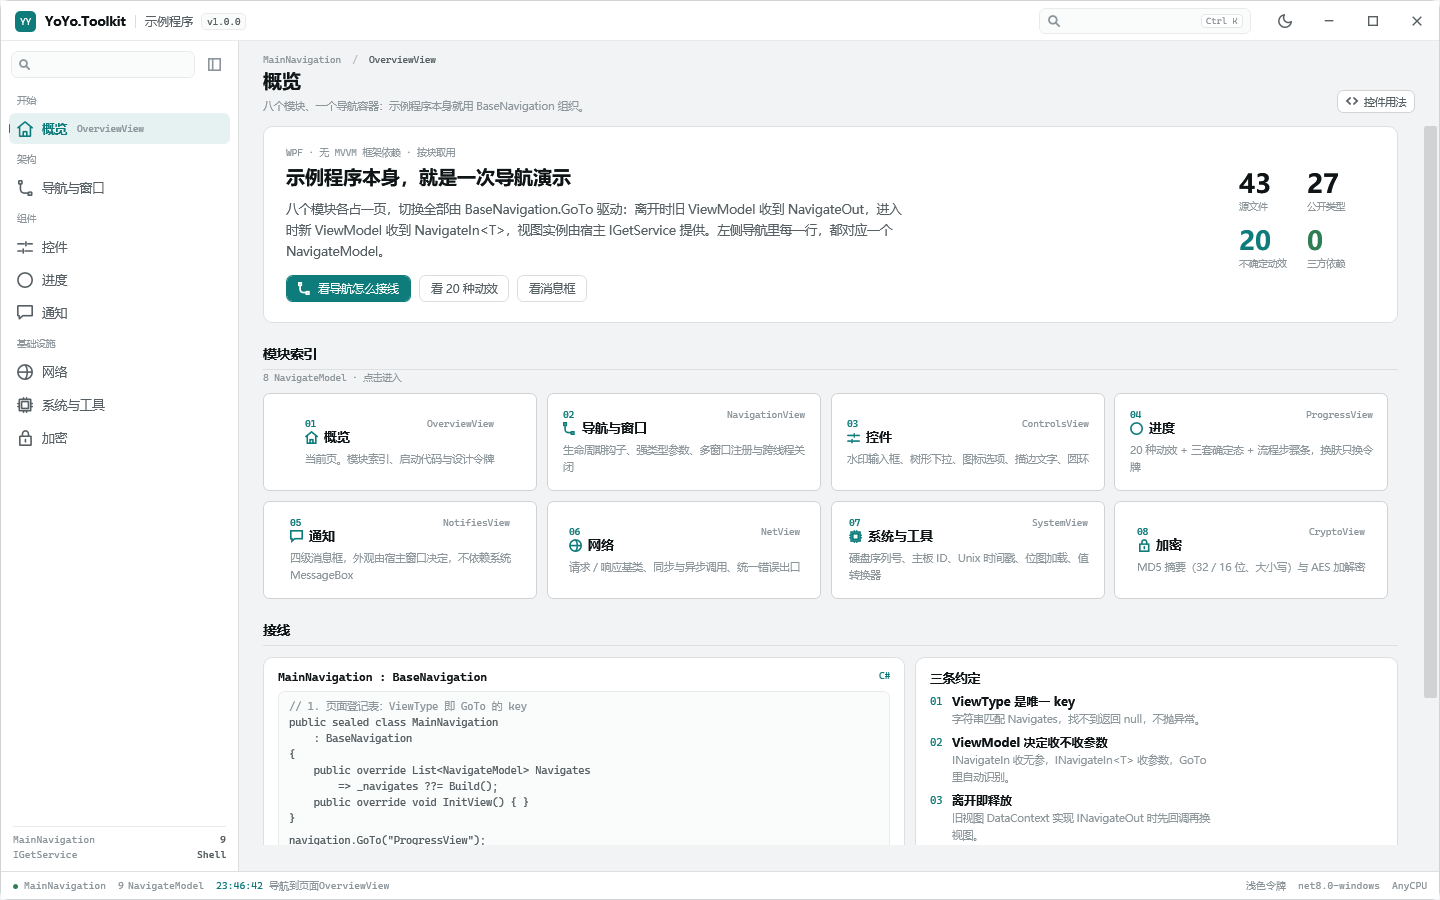 YY YoYo.Toolkit 示例程序 v1.0.0 Ctrl K
开始
概览 OverviewView
架构
导航与窗口
组件
控件
进度
通知
基础设施
网络
系统与工具
加密
MainNavigation 9
IGetService Shell
MainNavigation / OverviewView
概览
八个模块、一个导航容器：示例程序本身就用 BaseNavigation 组织。
控件用法
WPF · 无 MVVM 框架依赖 · 按块取用
示例程序本身，就是一次导航演示
八个模块各占一页，切换全部由 BaseNavigation.GoTo 驱动：离开时旧 ViewModel 收到 NavigateOut，进入
时新 ViewModel 收到 NavigateIn<T>，视图实例由宿主 IGetService 提供。左侧导航里每一行，都对应一个
NavigateModel。
看导航怎么接线 看 20 种动效 看消息框
43 27
源文件 公开类型
20 0
不确定动效 三方依赖
模块索引
8 NavigateModel · 点击进入
01 OverviewView
概览
当前页。模块索引、启动代码与设计令牌
02 NavigationView
导航与窗口
生命周期钩子、强类型参数、多窗口注册与跨线程关
闭
03 ControlsView
控件
水印输入框、树形下拉、图标选项、描边文字、圆环
04 ProgressView
进度
20 种动效 + 三套确定态 + 流程步骤条，换肤只换令
牌
05 NotifiesView
通知
四级消息框，外观由宿主窗口决定，不依赖系统
MessageBox
06 NetView
网络
请求 / 响应基类、同步与异步调用、统一错误出口
07 SystemView
系统与工具
硬盘序列号、主板 ID、Unix 时间戳、位图加载、值
转换器
08 CryptoView
加密
MD5 摘要（32 / 16 位、大小写）与 AES 加解密
接线
MainNavigation : BaseNavigation C#
// 1. 页面登记表：ViewType 即 GoTo 的 key
public sealed class MainNavigation
: BaseNavigation
{
public override List<NavigateModel> Navigates
=> _navigates ??= Build();
public override void InitView() { }
}
navigation.GoTo("ProgressView");
三条约定
01 ViewType 是唯一 key
字符串匹配 Navigates，找不到返回 null，不抛异常。
02 ViewModel 决定收不收参数
INavigateIn 收无参，INavigateIn<T> 收参数，GoTo
里自动识别。
03 离开即释放
旧视图 DataContext 实现 INavigateOut 时先回调再换
视图。
MainNavigation 9 NavigateModel 23:46:42 导航到页面OverviewView
浅色令牌 net8.0-windows AnyCPU